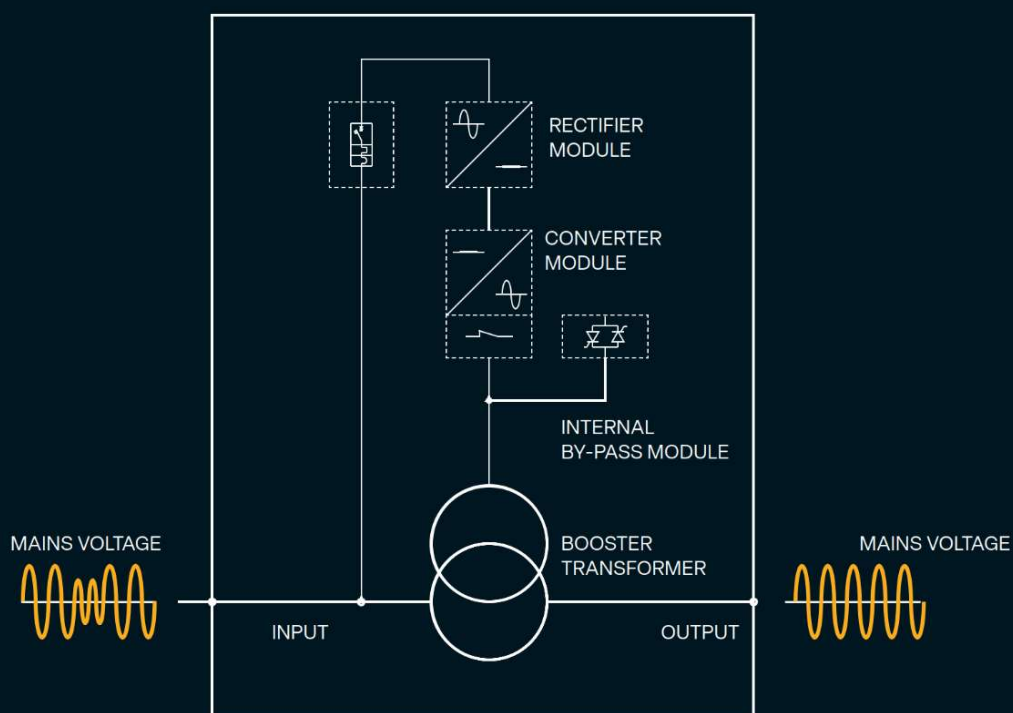 RECTIFIER
MODULE
CONVERTER
MODULE
INTERNAL
BY-PASS MODULE
MAINS VOLTAGE
BOOSTER
TRANSFORMER
MAINS VOLTAGE
INPUT
OUTPUT